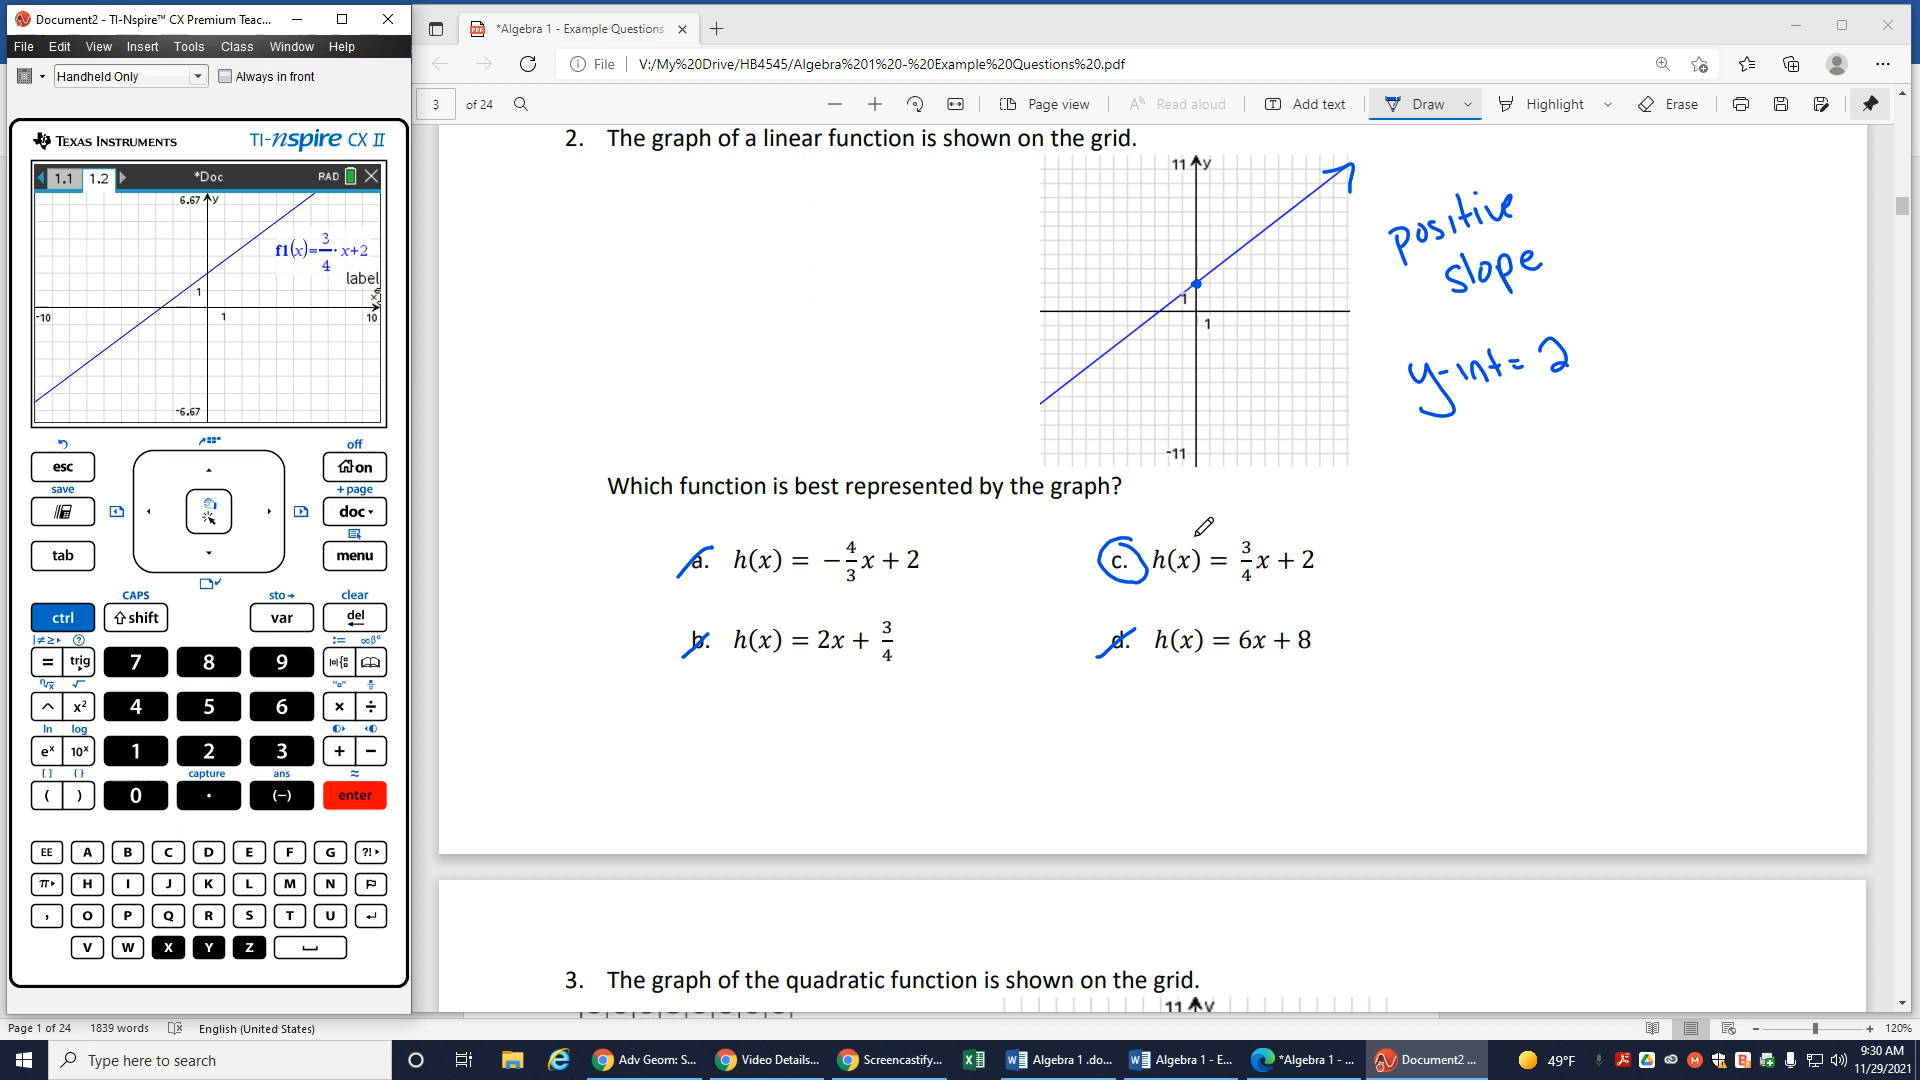 Document2 - TI-Nspire™ CX Premium Teac...
File Edit View Insert Tools Class Window Help
Handheld Only
Always in front
TEXAS INSTRUMENTS TI-nspire CX II
1.1 1.2 *Doc RAD
6.67 y
f1(x)=3/4·x+2
label
1
-10 1 10
x
-6.67
off
esc on
save +page
doc
tab menu
CAPS sto→ clear
ctrl shift var del
= trig 7 8 9
^ x² 4 5 6 × ÷
ln log
eˣ 10ˣ 1 2 3 + −
[ ] { } capture ans ≈
( ) 0 . (−) enter
EE A B C D E F G ?!
π H I J K L M N
, O P Q R S T U
V W X Y Z
*Algebra 1 - Example Questions
File V:/My%20Drive/HB4545/Algebra%201%20-%20Example%20Questions%20.pdf
3 of 24 Page view Read aloud Add text Draw Highlight Erase
2. The graph of a linear function is shown on the grid.
11 y
1
1
-11
positive
slope
y-int = 2
Which function is best represented by the graph?
a. h(x) = −4/3x + 2
c. h(x) = 3/4x + 2
b. h(x) = 2x + 3/4
d. h(x) = 6x + 8
3. The graph of the quadratic function is shown on the grid.
11 y
Page 1 of 24 1839 words English (United States) 120%
Type here to search
Adv Geom: S... Video Details... Screencastify... Algebra 1 .do... Algebra 1 - E... *Algebra 1 - ... Document2 ...
49°F
9:30 AM
11/29/2021